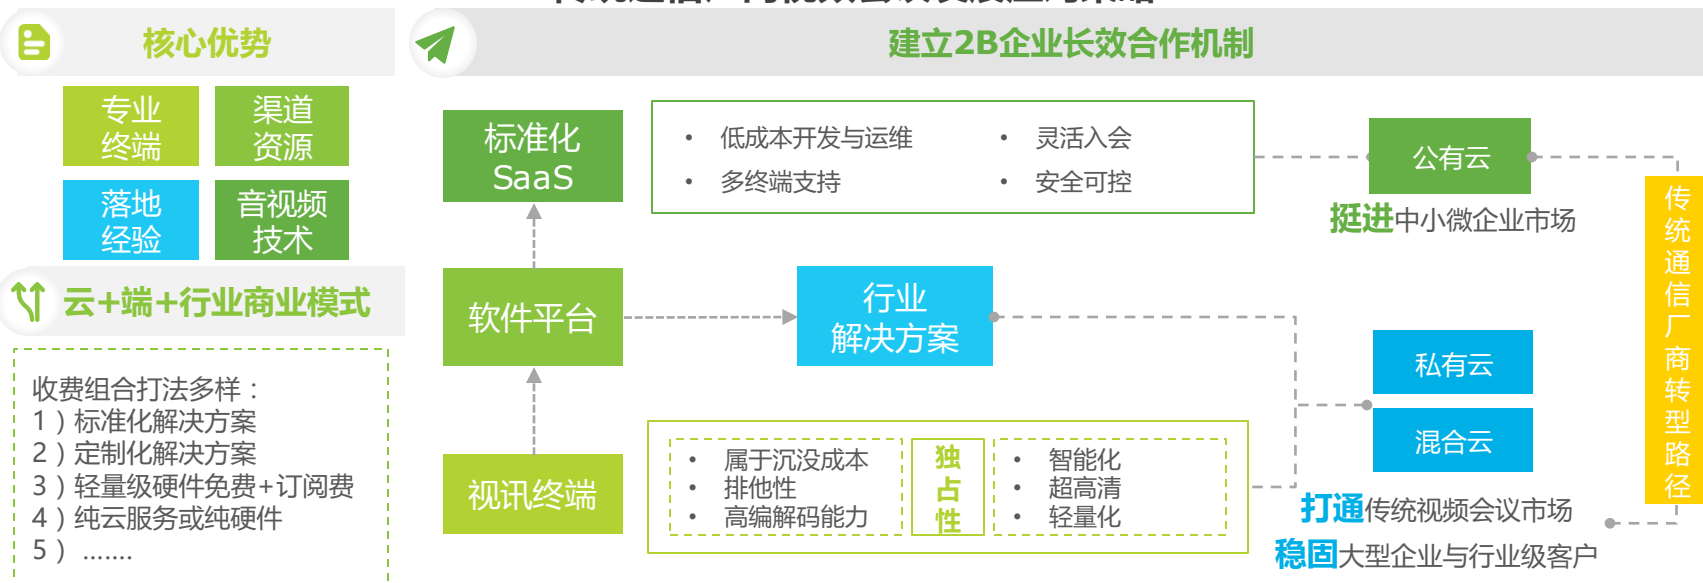 核心优势
专业
终端
渠道
资源
落地
经验
音视频
技术
云+端+行业商业模式
收费组合打法多样：
1）标准化解决方案
2）定制化解决方案
3）轻量级硬件免费+订阅费
4）纯云服务或纯硬件
5） …….
建立2B企业长效合作机制
标准化
SaaS
• 低成本开发与运维
• 灵活入会
• 多终端支持
• 安全可控
公有云
挺进中小微企业市场
软件平台
行业
解决方案
私有云
混合云
视讯终端
• 属于沉没成本
• 排他性
• 高编解码能力
独
占
性
• 智能化
• 超高清
• 轻量化
打通传统视频会议市场
稳固大型企业与行业级客户
传
统
通
信
厂
商
转
型
路
径